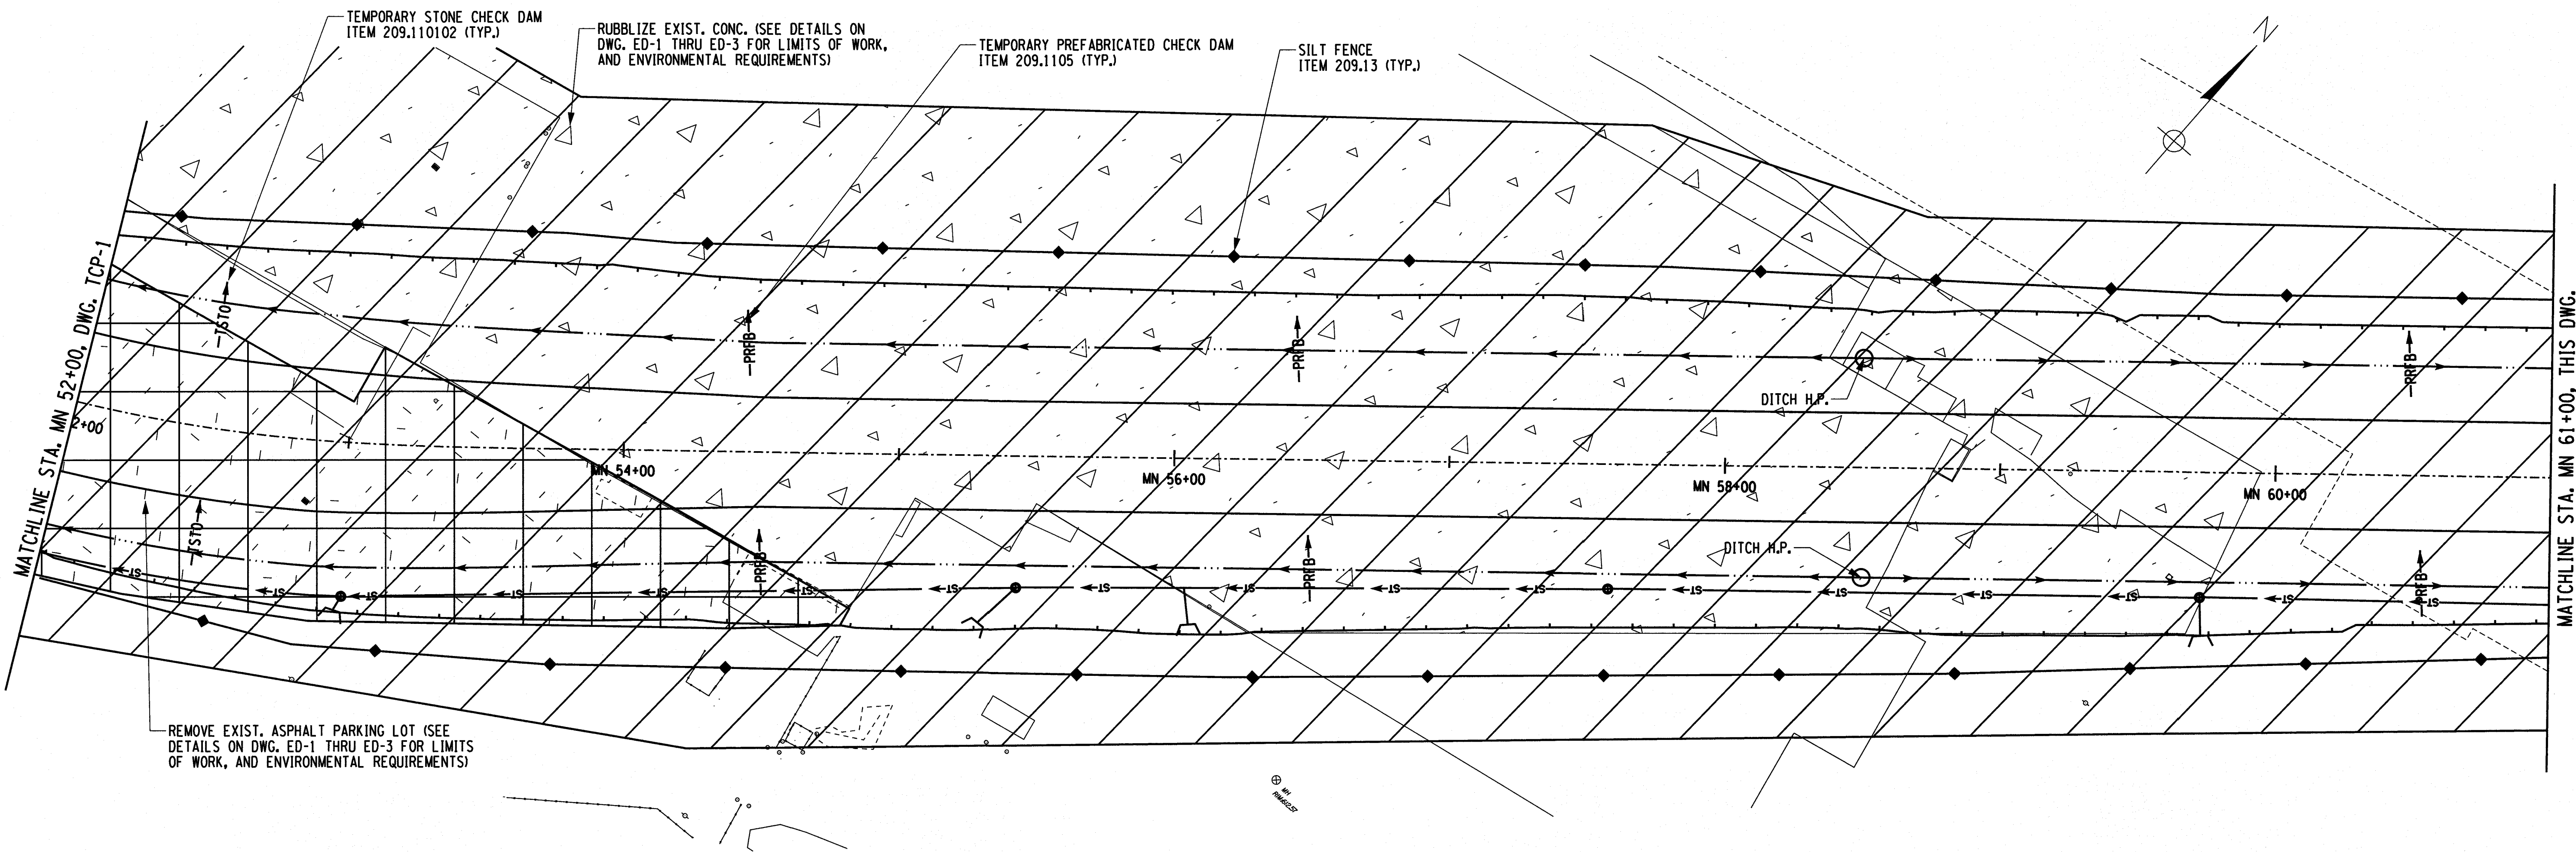 TEMPORARY STONE CHECK DAM
ITEM 209.110102 (TYP.)
RUBBLIZE EXIST. CONC. (SEE DETAILS ON
DWG. ED-1 THRU ED-3 FOR LIMITS OF WORK,
AND ENVIRONMENTAL REQUIREMENTS)
TEMPORARY PREFABRICATED CHECK DAM
ITEM 209.1105 (TYP.)
SILT FENCE
ITEM 209.13 (TYP.)
N
MATCHLINE STA. MN 52+00, DWG. TCP-1
TSTO
PRFB
PRFB
PRFB
DITCH H.P.
2+00
MN 54+00
MN 56+00
MN 58+00
MN 60+00
TSTO
PRFB
PRFB
DITCH H.P.
PRFB
ST ST ST ST ST ST ST ST ST ST ST ST ST ST ST ST ST
MATCHLINE STA. MN 61+00, THIS DWG.
REMOVE EXIST. ASPHALT PARKING LOT (SEE
DETAILS ON DWG. ED-1 THRU ED-3 FOR LIMITS
OF WORK, AND ENVIRONMENTAL REQUIREMENTS)
MH